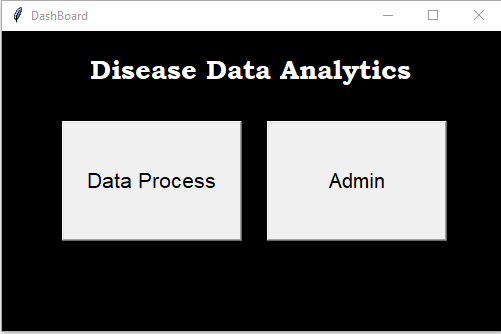 DashBoard
Disease Data Analytics
Data Process
Admin